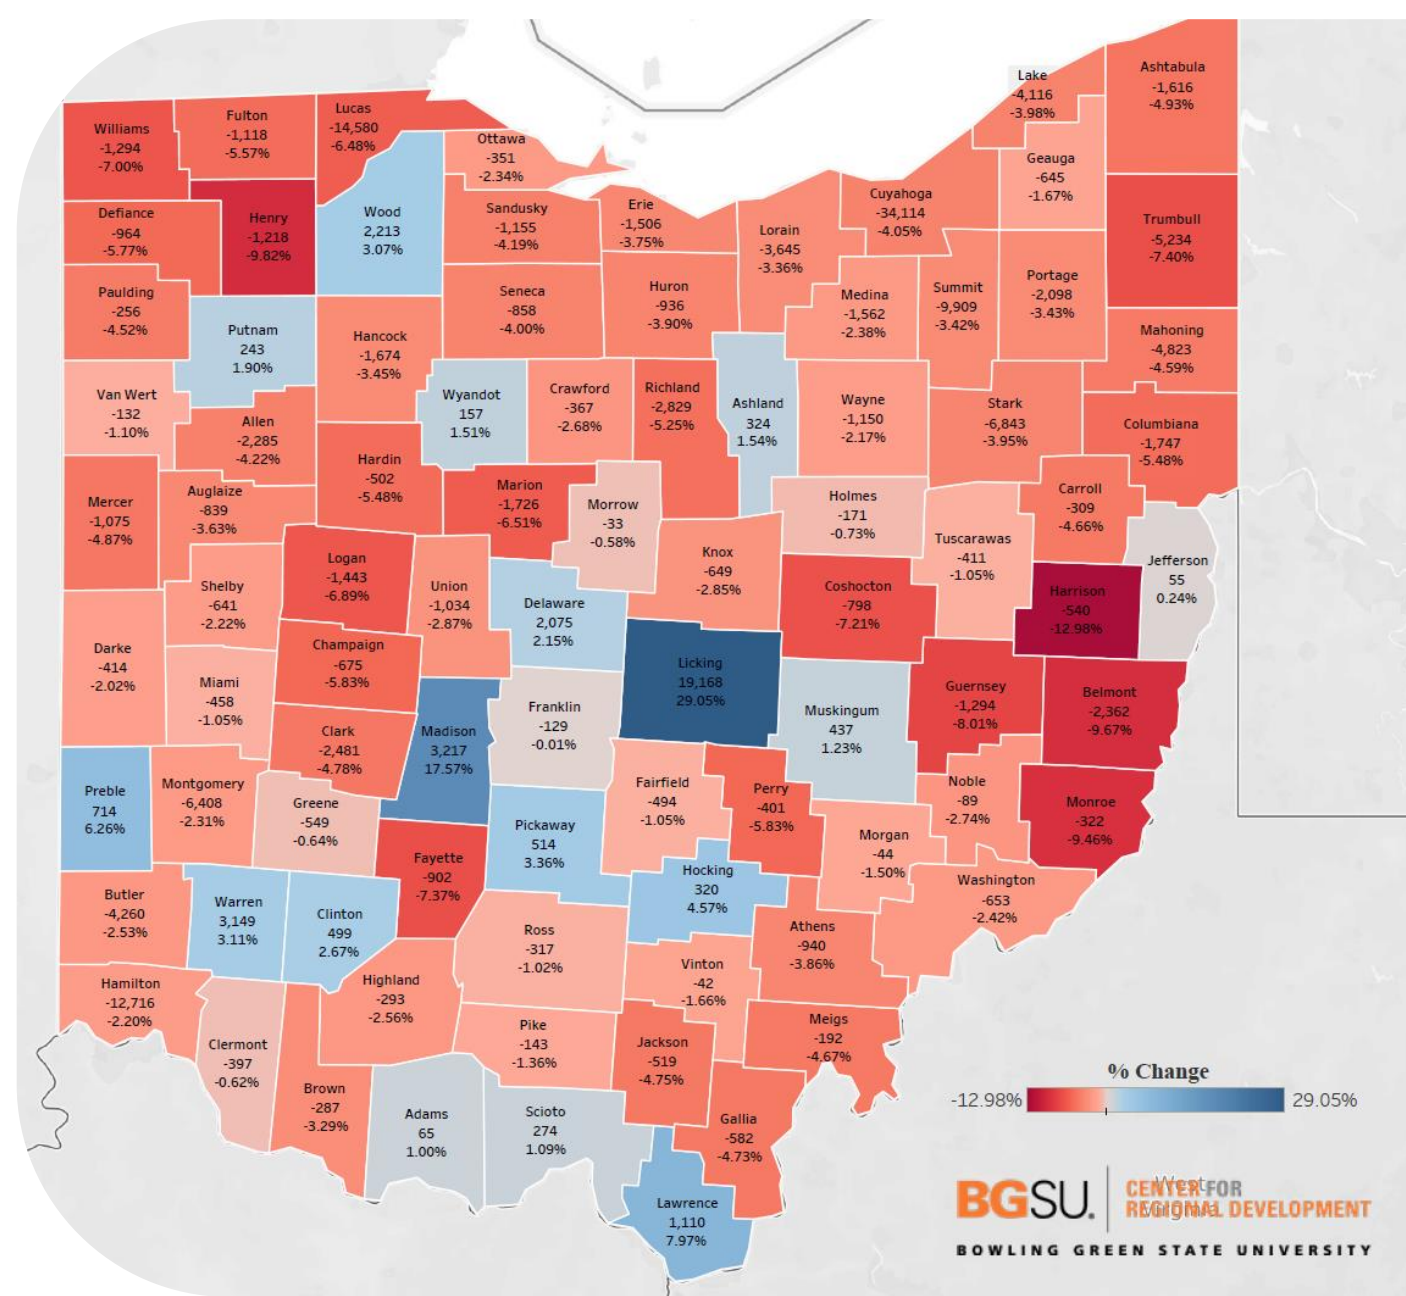 Lake
-4,116
-3.98%
Ashtabula
-1,616
-4.93%
Williams
-1,294
-7.00%
Fulton
-1,118
-5.57%
Lucas
-14,580
-6.48%
Ottawa
-351
-2.34%
Geauga
-645
-1.67%
Defiance
-964
-5.77%
Henry
-1,218
-9.82%
Wood
2,213
3.07%
Sandusky
-1,155
-4.19%
Erie
-1,506
-3.75%
Lorain
-3,645
-3.36%
Cuyahoga
-34,114
-4.05%
Trumbull
-5,234
-7.40%
Paulding
-256
-4.52%
Putnam
243
1.90%
Hancock
-1,674
-3.45%
Seneca
-858
-4.00%
Huron
-936
-3.90%
Medina
-1,562
-2.38%
Summit
-9,909
-3.42%
Portage
-2,098
-3.43%
Mahoning
-4,823
-4.59%
Van Wert
-132
-1.10%
Allen
-2,285
-4.22%
Wyandot
157
1.51%
Crawford
-367
-2.68%
Richland
-2,829
-5.25%
Ashland
324
1.54%
Wayne
-1,150
-2.17%
Stark
-6,843
-3.95%
Columbiana
-1,747
-5.48%
Mercer
-1,075
-4.87%
Auglaize
-839
-3.63%
Hardin
-502
-5.48%
Marion
-1,726
-6.51%
Morrow
-33
-0.58%
Holmes
-171
-0.73%
Tuscarawas
-411
-1.05%
Carroll
-309
-4.66%
Jefferson
55
0.24%
Shelby
-641
-2.22%
Logan
-1,443
-6.89%
Union
-1,034
-2.87%
Delaware
2,075
2.15%
Knox
-649
-2.85%
Coshocton
-798
-7.21%
Harrison
-540
-12.98%
Darke
-414
-2.02%
Miami
-458
-1.05%
Champaign
-675
-5.83%
Clark
-2,481
-4.78%
Madison
3,217
17.57%
Franklin
-129
-0.01%
Licking
19,168
29.05%
Muskingum
437
1.23%
Guernsey
-1,294
-8.01%
Belmont
-2,362
-9.67%
Preble
714
6.26%
Montgomery
-6,408
-2.31%
Greene
-549
-0.64%
Fayette
-902
-7.37%
Pickaway
514
3.36%
Fairfield
-494
-1.05%
Perry
-401
-5.83%
Morgan
-44
-1.50%
Noble
-89
-2.74%
Monroe
-322
-9.46%
Butler
-4,260
-2.53%
Warren
3,149
3.11%
Clinton
499
2.67%
Ross
-317
-1.02%
Hocking
320
4.57%
Athens
-940
-3.86%
Washington
-653
-2.42%
Hamilton
-12,716
-2.20%
Clermont
-397
-0.62%
Brown
-287
-3.29%
Highland
-293
-2.56%
Pike
-143
-1.36%
Vinton
-42
-1.66%
Jackson
-519
-4.75%
Meigs
-192
-4.67%
Adams
65
1.00%
Scioto
274
1.09%
Gallia
-582
-4.73%
Lawrence
1,110
7.97%
% Change
-12.98% 29.05%
West
Virginia
BGSU.
CENTER FOR
REGIONAL DEVELOPMENT
BOWLING GREEN STATE UNIVERSITY